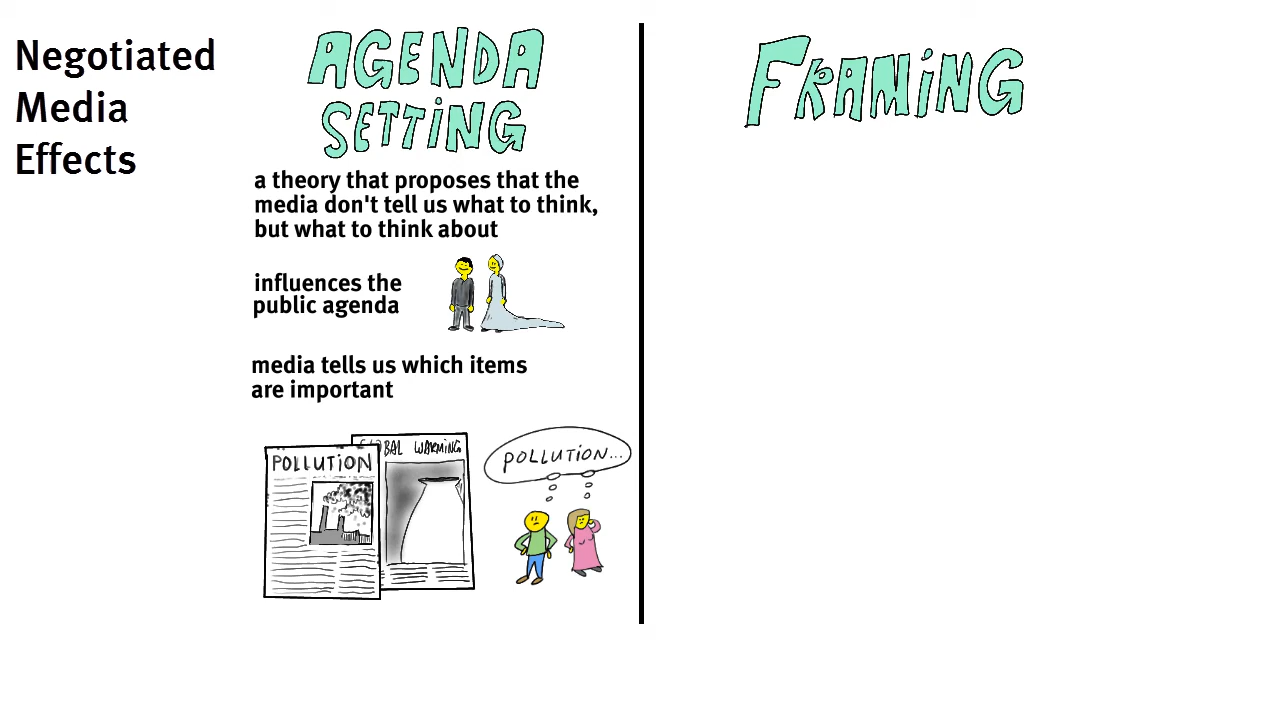 Negotiated
Media
Effects
AGENDA
SETTiNG
a theory that proposes that the
media don't tell us what to think,
but what to think about
influences the
public agenda
media tells us which items
are important
POLLUTiON
WARMING
POLLUTiON...
FRAMiNG